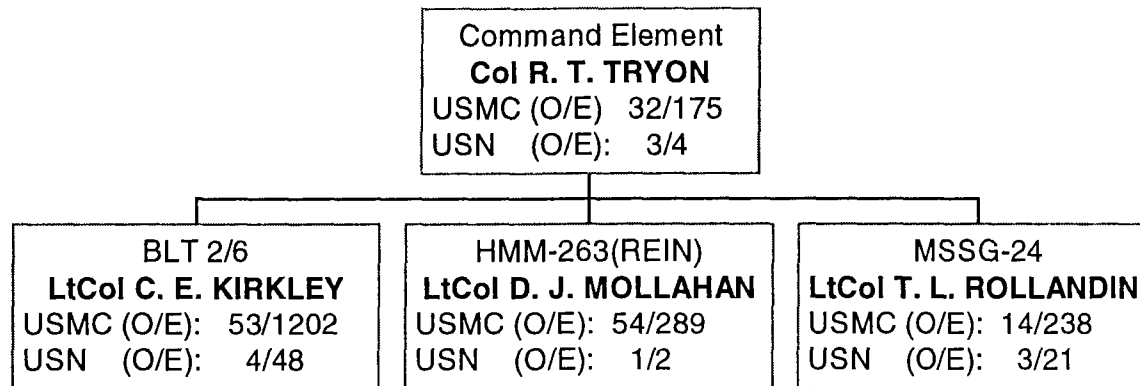 Command Element
Col R. T. TRYON
USMC (O/E) 32/175
USN (O/E): 3/4
BLT 2/6
LtCol C. E. KIRKLEY
USMC (O/E): 53/1202
USN (O/E): 4/48
HMM-263(REIN)
LtCol D. J. MOLLAHAN
USMC (O/E): 54/289
USN (O/E): 1/2
MSSG-24
LtCol T. L. ROLLANDIN
USMC (O/E): 14/238
USN (O/E): 3/21